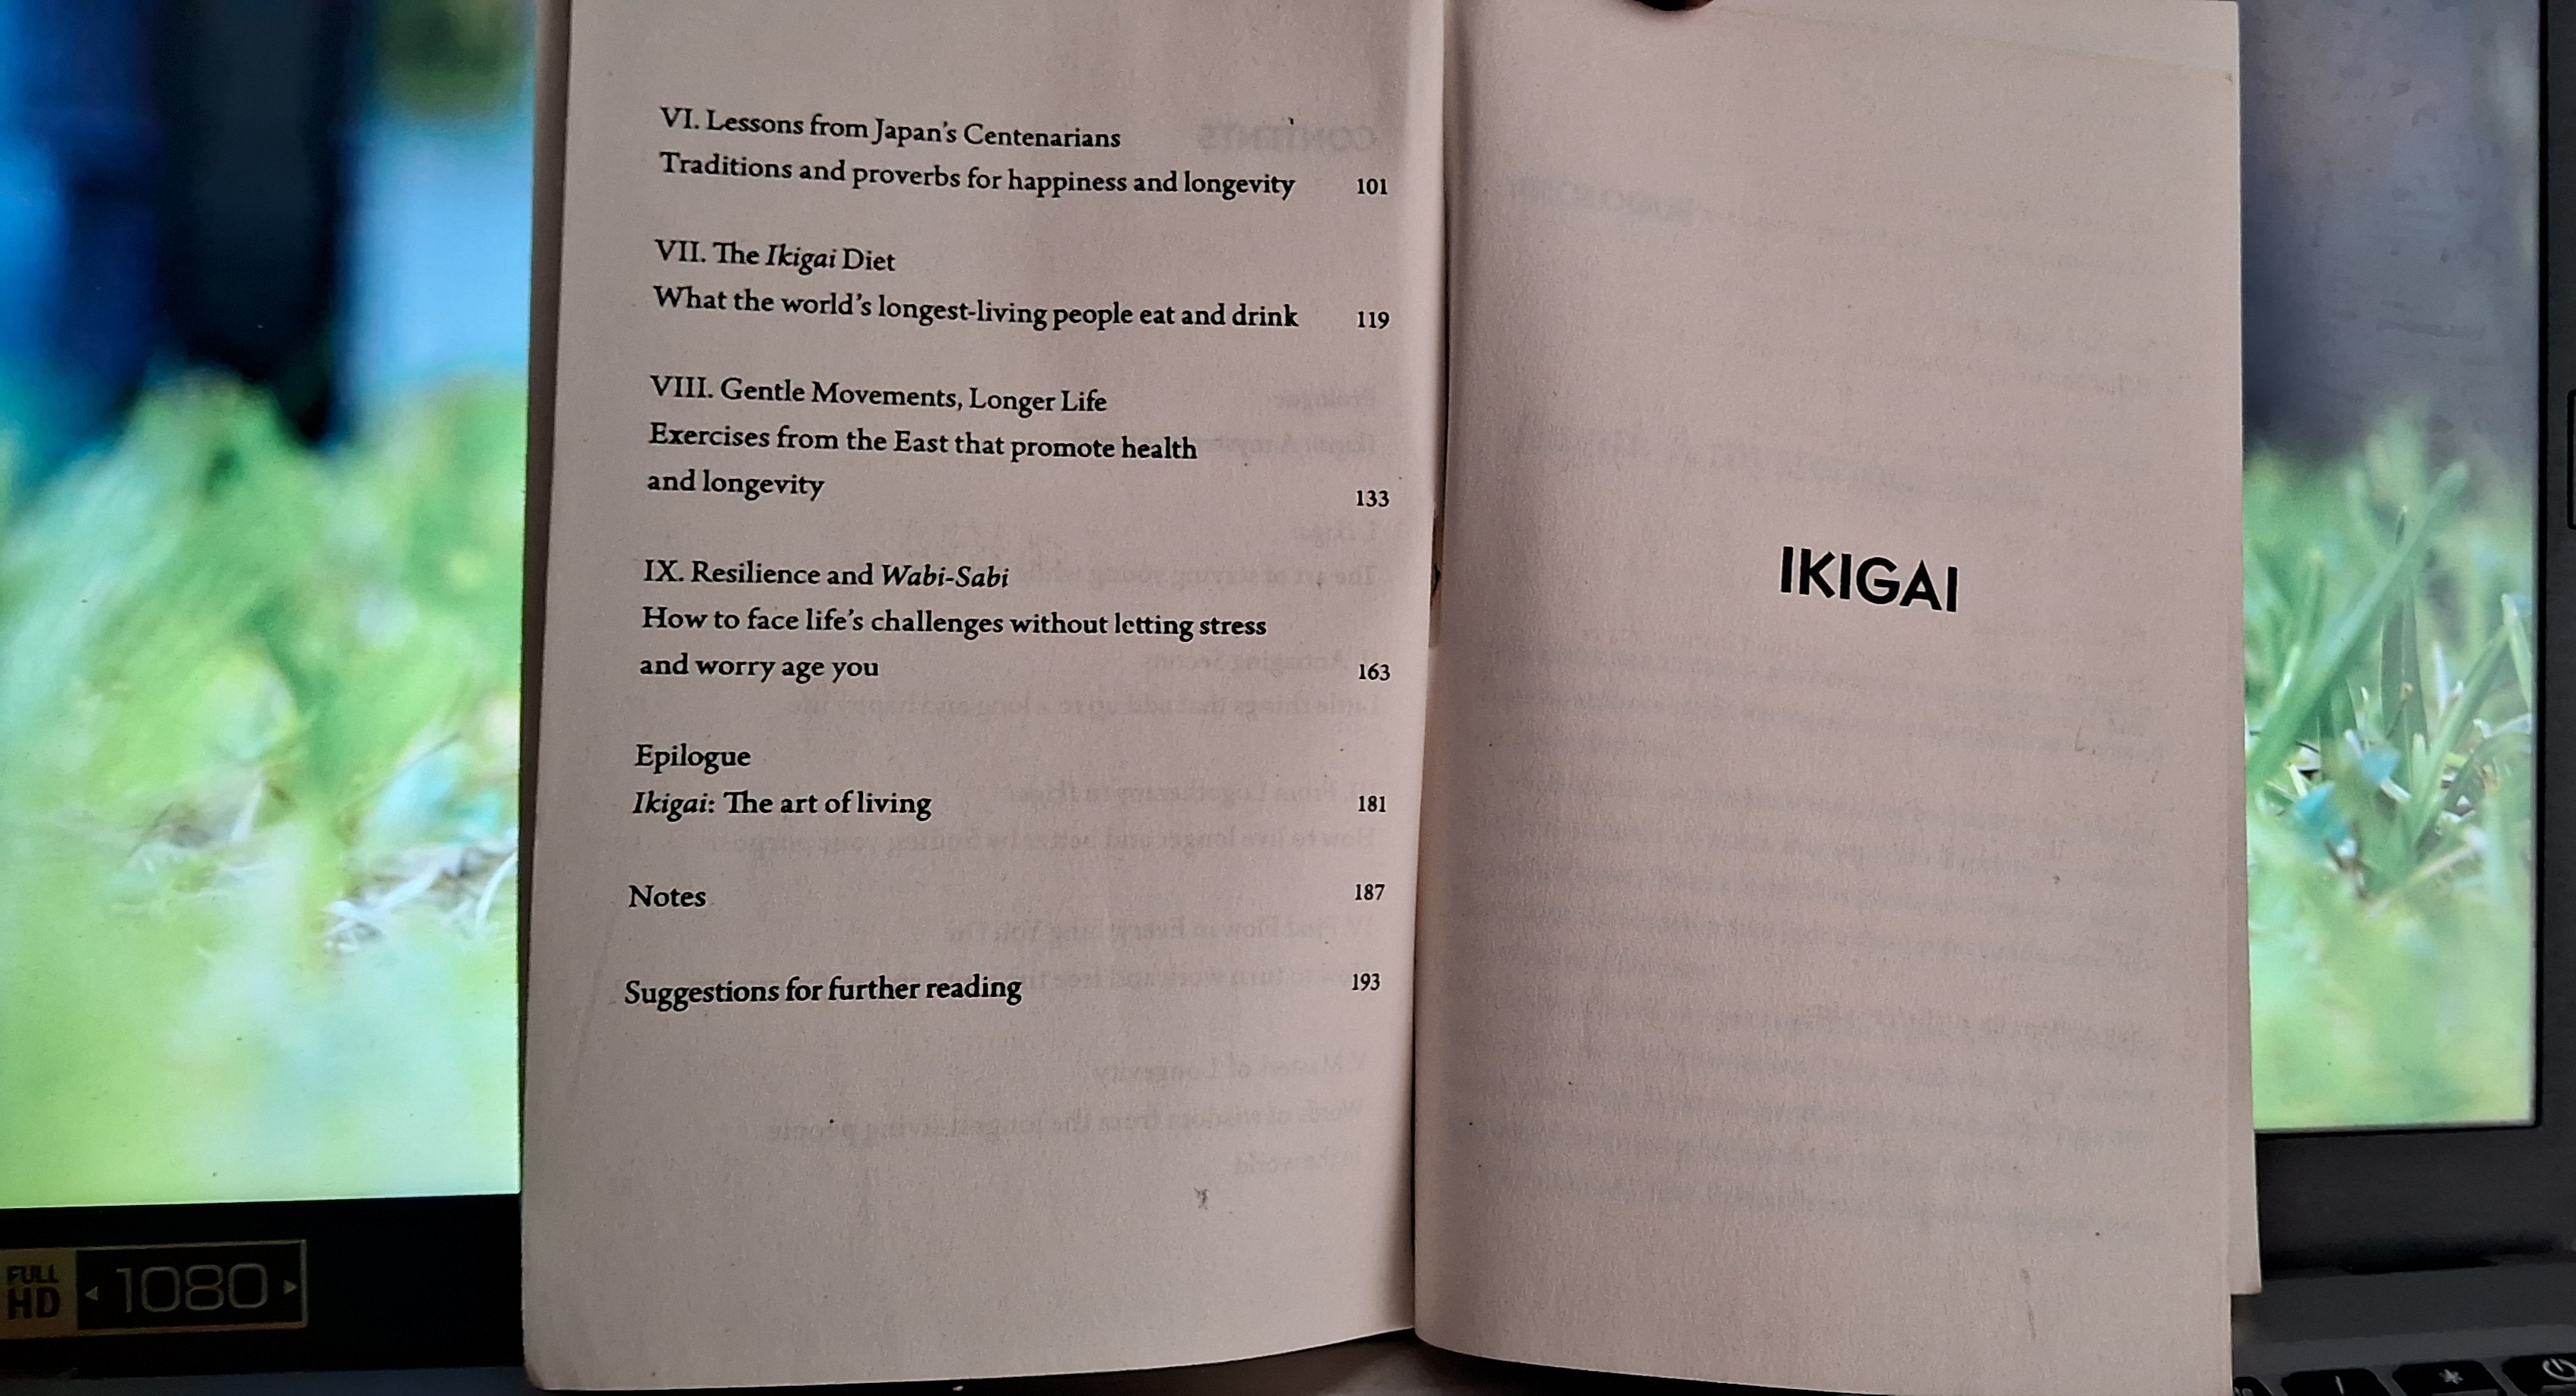 VI. Lessons from Japan's Centenarians
Traditions and proverbs for happiness and longevity 101
VII. The Ikigai Diet
What the world's longest-living people eat and drink 119
VIII. Gentle Movements, Longer Life
Exercises from the East that promote health
and longevity 133
IX. Resilience and Wabi-Sabi
How to face life's challenges without letting stress
and worry age you 163
Epilogue
Ikigai: The art of living 181
Notes 187
Suggestions for further reading 193
IKIGAI
FULL
HD
1080